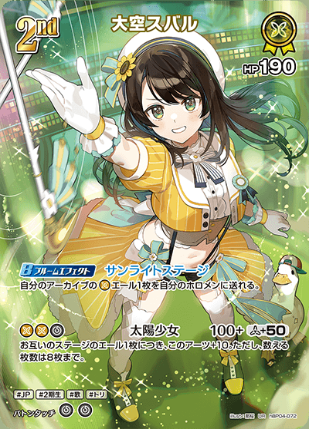 2nd
大空スバル
HP190
ブルームエフェクト サンライトステージ
自分のアーカイブの エール1枚を自分のホロメンに送れる。
太陽少女 100+ +50
お互いのステージのエール1枚につき、このアーツ+10。ただし、数える
枚数は8枚まで。
#JP #2期生 #歌 #トリ
バトンタッチ
hBP04-072